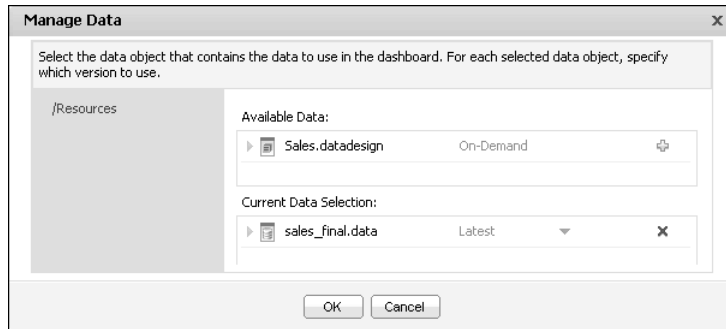 Manage Data x
Select the data object that contains the data to use in the dashboard. For each selected data object, specify
which version to use.
/Resources
Available Data:
Sales.datadesign On-Demand
Current Data Selection:
sales_final.data Latest
OK Cancel